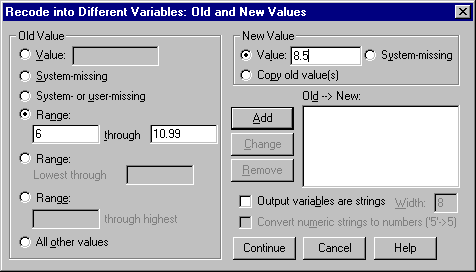 Recode into Different Variables: Old and New Values
Old Value
Value:
System-missing
System- or user-missing
Range:
6 through 10.99
Range:
Lowest through
Range:
through highest
All other values
New Value
Value: 8.5 System-missing
Copy old value(s)
Old --> New:
Add
Change
Remove
Output variables are strings Width: 8
Convert numeric strings to numbers ('5'->5)
Continue Cancel Help